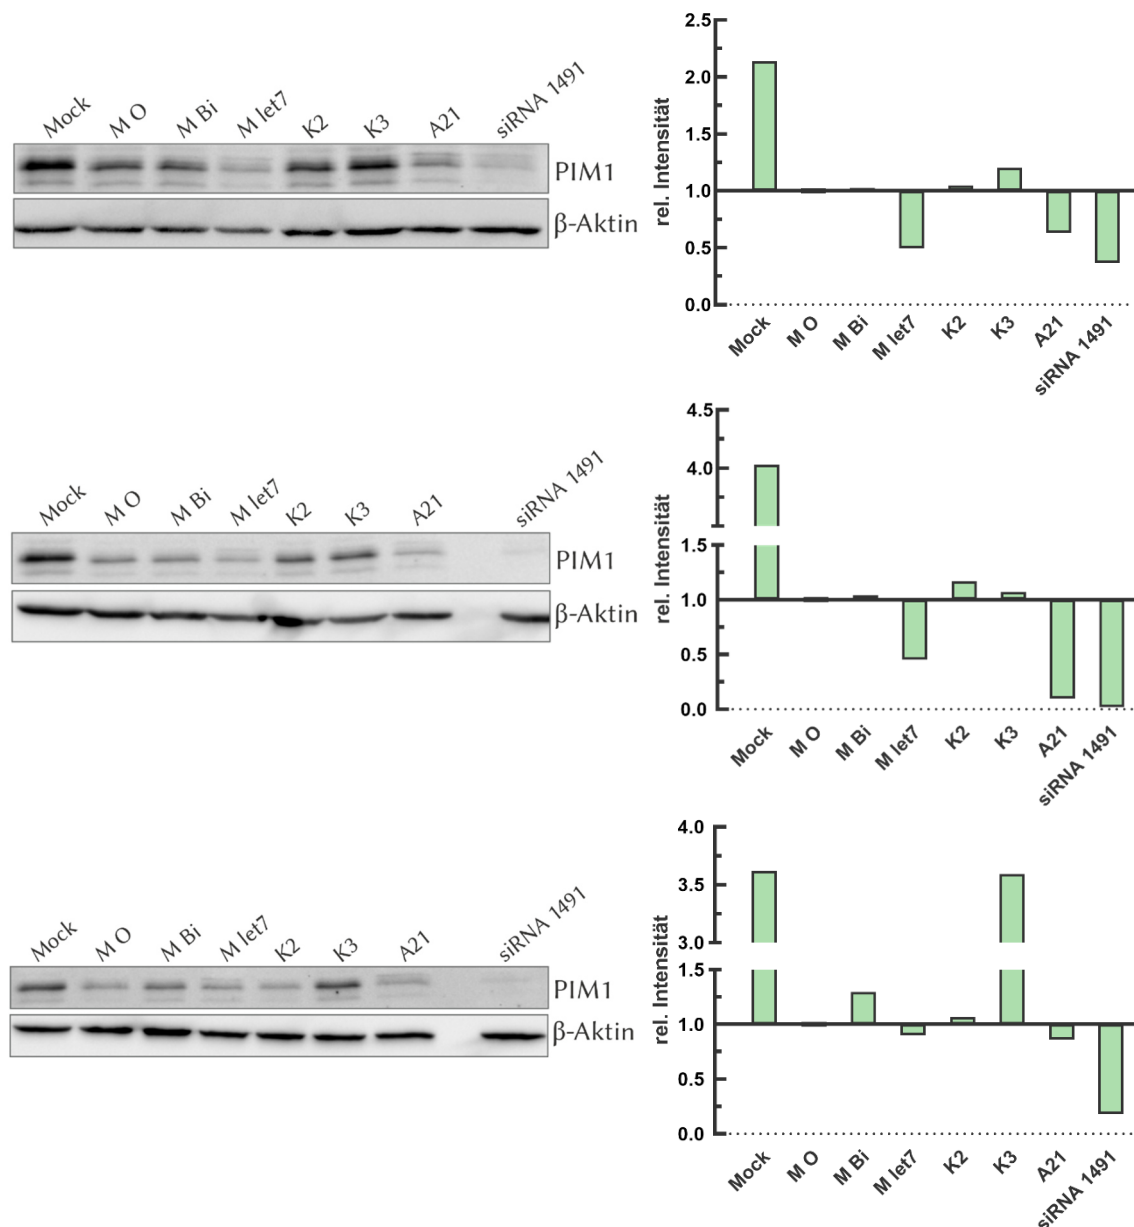 Mock M O M Bi M let7 K2 K3 A21 siRNA 1491
PIM1
β-Aktin
rel. Intensität
2.5
2.0
1.5
1.0
0.5
0.0
Mock M O M Bi M let7 K2 K3 A21 siRNA 1491
Mock M O M Bi M let7 K2 K3 A21 siRNA 1491
PIM1
β-Aktin
rel. Intensität
4.5
4.0
1.5
1.0
0.5
0.0
Mock M O M Bi M let7 K2 K3 A21 siRNA 1491
Mock M O M Bi M let7 K2 K3 A21 siRNA 1491
PIM1
β-Aktin
rel. Intensität
4.0
3.5
3.0
1.5
1.0
0.5
0.0
Mock M O M Bi M let7 K2 K3 A21 siRNA 1491